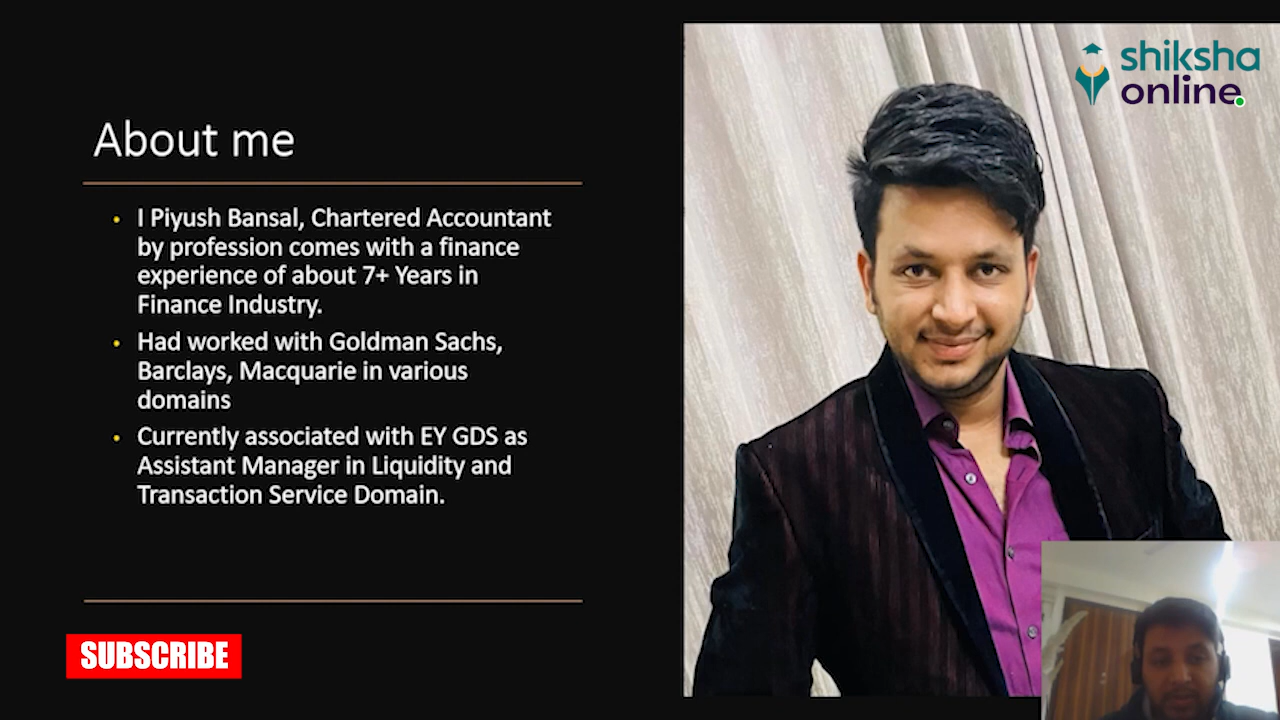 shiksha
online
About me
• I Piyush Bansal, Chartered Accountant
by profession comes with a finance
experience of about 7+ Years in
Finance Industry.
• Had worked with Goldman Sachs,
Barclays, Macquarie in various
domains
• Currently associated with EY GDS as
Assistant Manager in Liquidity and
Transaction Service Domain.
SUBSCRIBE